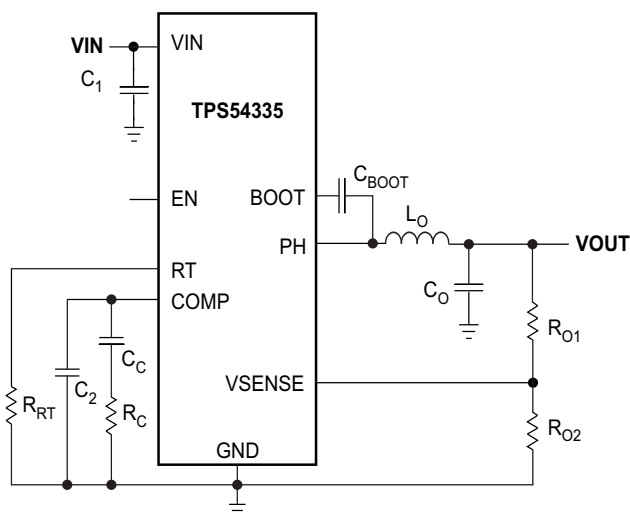 VIN VIN
C1
TPS54335
EN
BOOT
CBOOT
LO
PH
VOUT
RT
COMP
CO
RO1
CC
C2
VSENSE
RRT
RC
RO2
GND